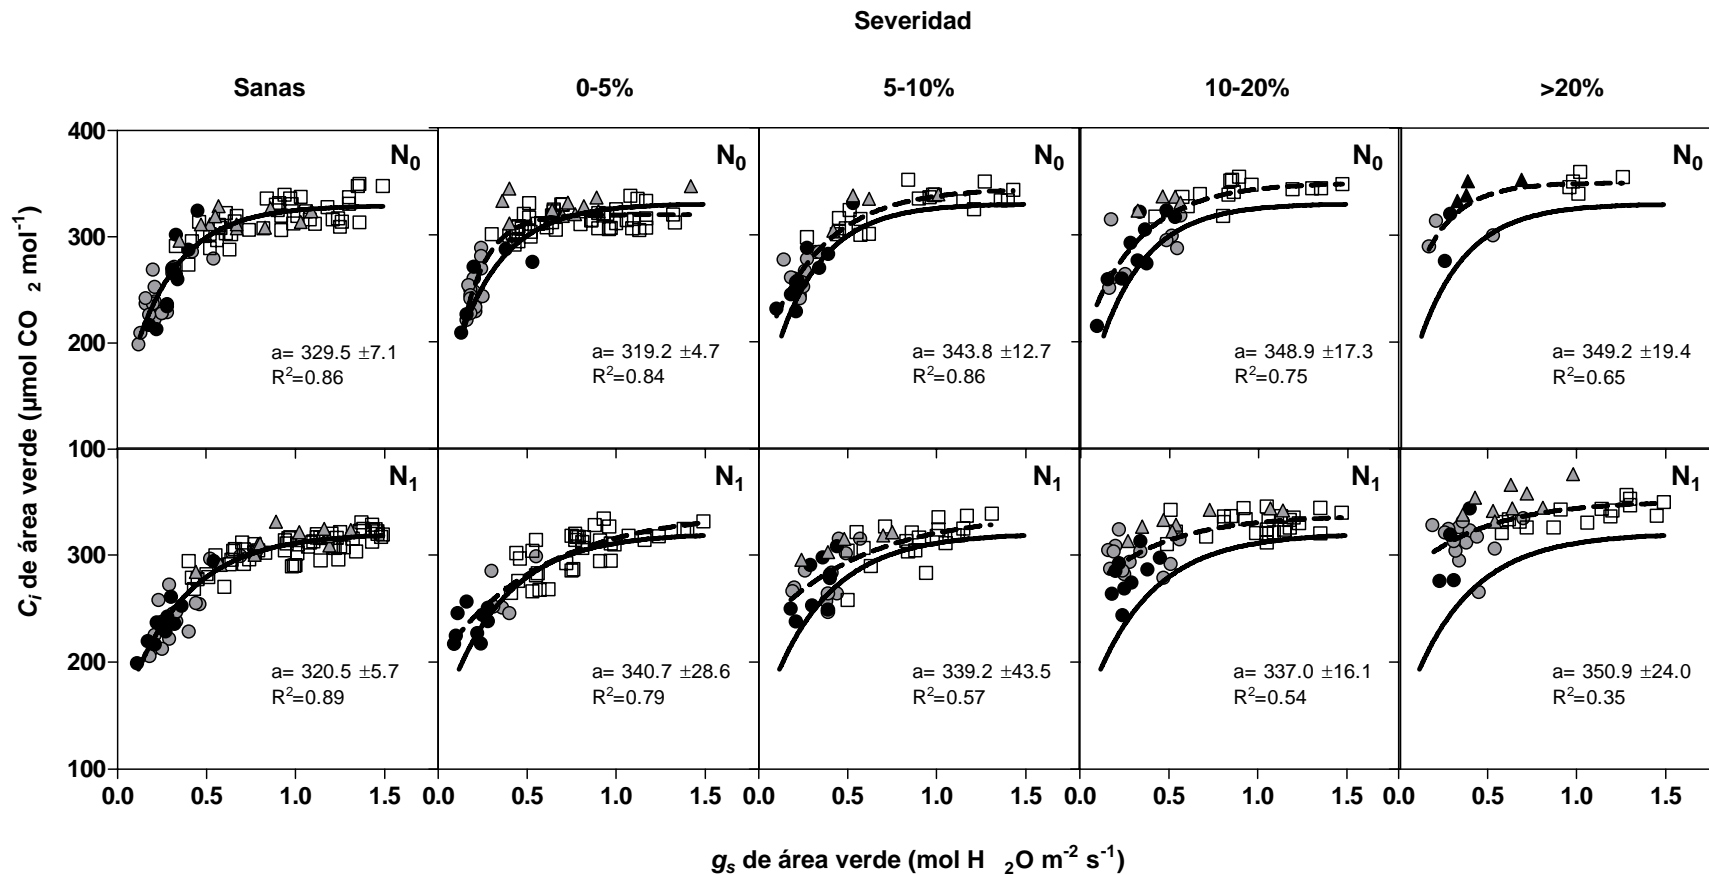 Severidad
Sanas 0-5% 5-10% 10-20% >20%
C_i de área verde (µmol CO 2 mol⁻¹)
400
N₀ N₀ N₀ N₀ N₀
300
200
a= 329.5 ±7.1 a= 319.2 ±4.7 a= 343.8 ±12.7 a= 348.9 ±17.3 a= 349.2 ±19.4
R²=0.86 R²=0.84 R²=0.86 R²=0.75 R²=0.65
100
N₁ N₁ N₁ N₁ N₁
300
200
a= 320.5 ±5.7 a= 340.7 ±28.6 a= 339.2 ±43.5 a= 337.0 ±16.1 a= 350.9 ±24.0
R²=0.89 R²=0.79 R²=0.57 R²=0.54 R²=0.35
100
0.0 0.5 1.0 1.5 0.0 0.5 1.0 1.5 0.0 0.5 1.0 1.5 0.0 0.5 1.0 1.5 0.0 0.5 1.0 1.5
g_s de área verde (mol H ₂O m⁻² s⁻¹)